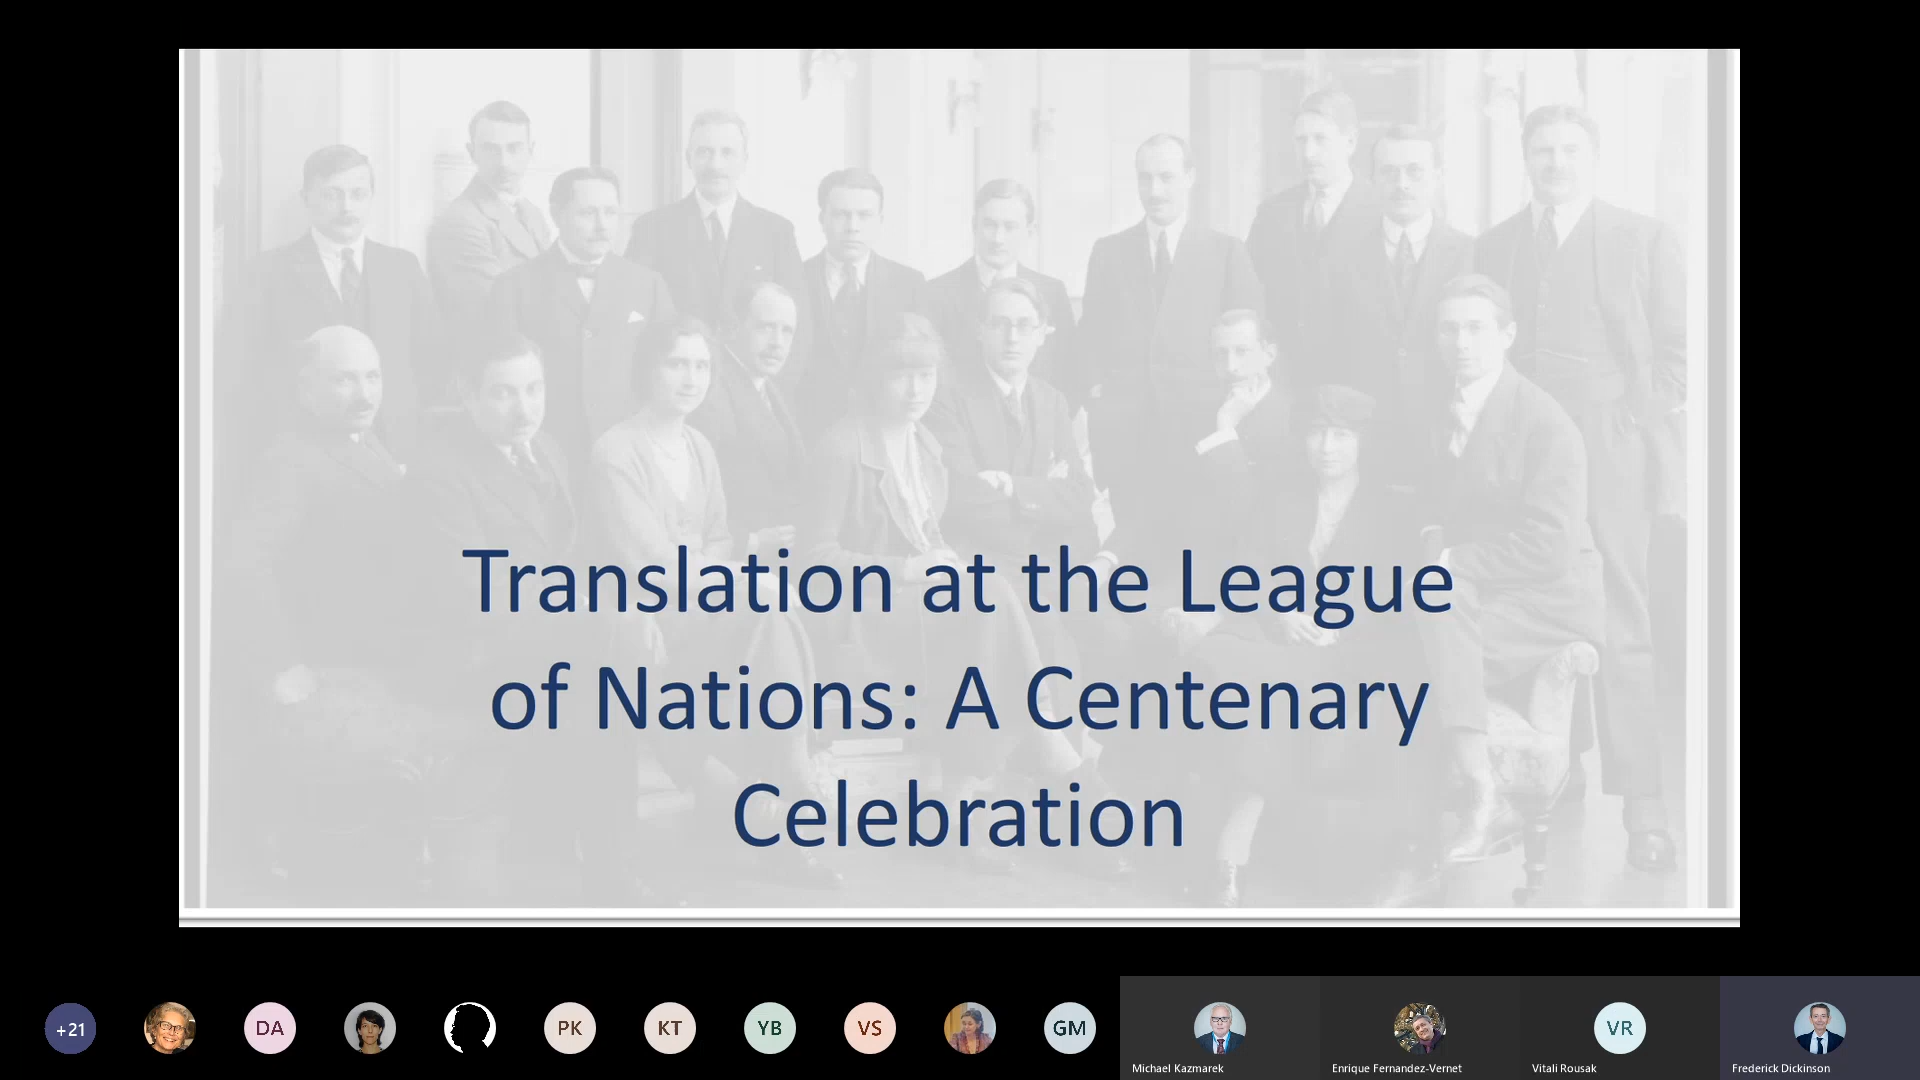 Translation at the League
of Nations: A Centenary
Celebration
+21
DA
PK
KT
YB
VS
GM
VR
Michael Kazmarek
Enrique Fernandez-Vernet
Vitali Rousak
Frederick Dickinson